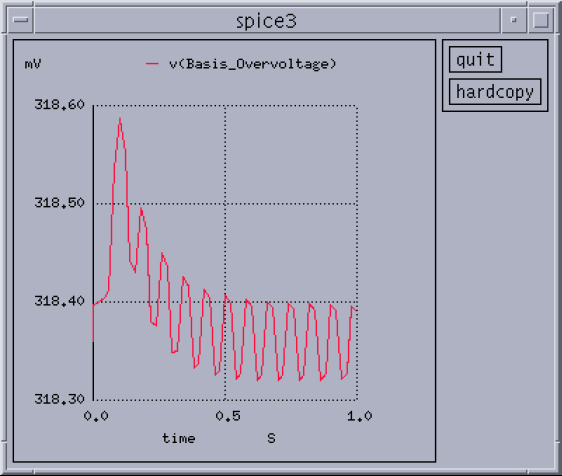 spice3
mV
v(Basis_Overvoltage)
quit
hardcopy
318.60
318.50
318.40
318.30
0.0 0.5 1.0
time S